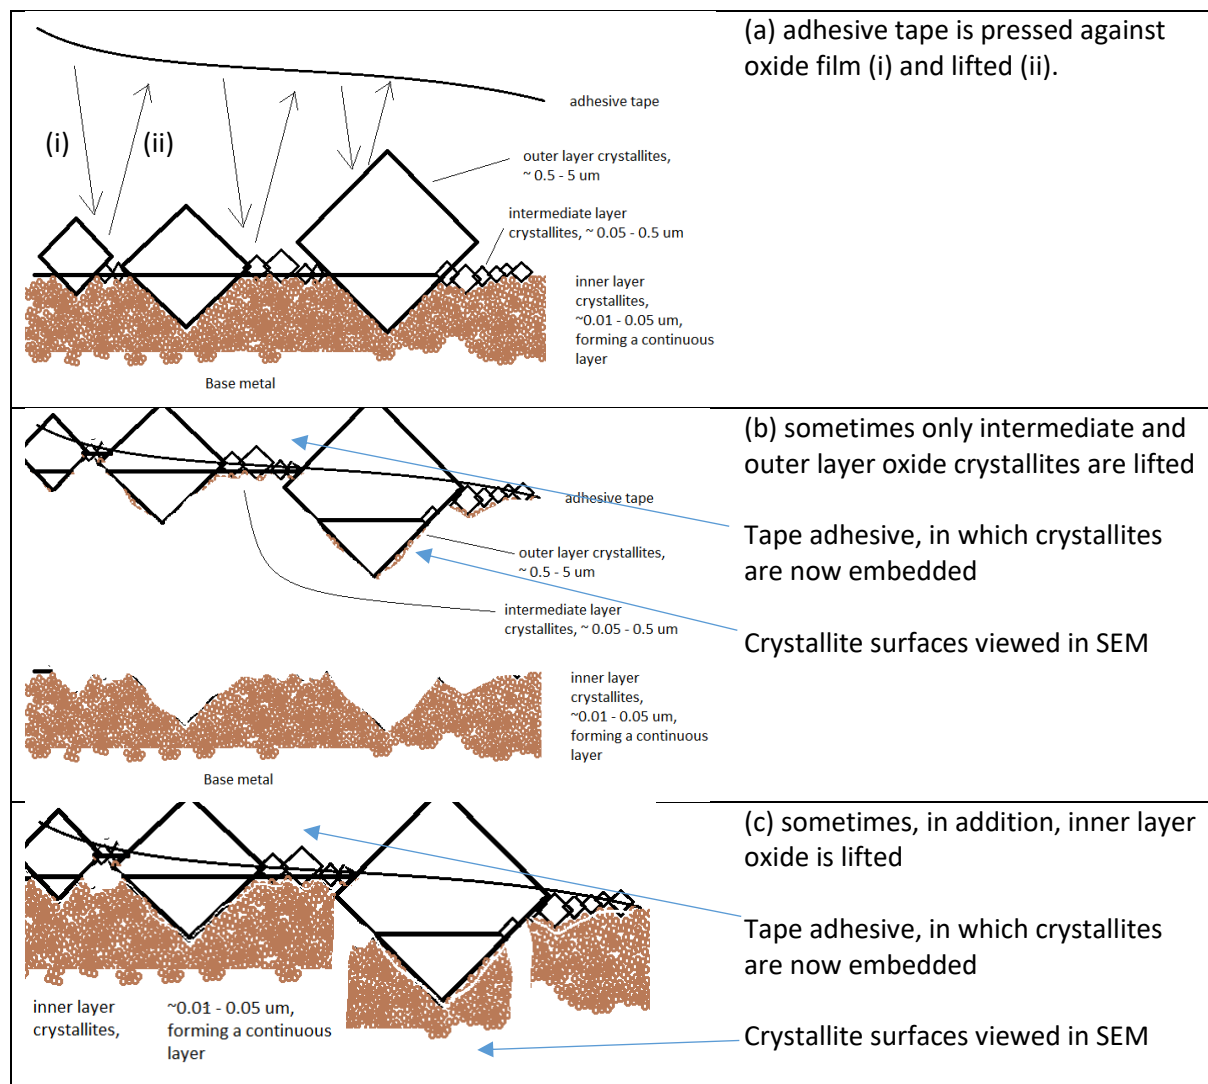 (a) adhesive tape is pressed against
oxide film (i) and lifted (ii).
adhesive tape
(i)
(ii)
outer layer crystallites,
~ 0.5 - 5 um
intermediate layer
crystallites, ~ 0.05 - 0.5 um
inner layer
crystallites,
~0.01 - 0.05 um,
forming a continuous
layer
Base metal
(b) sometimes only intermediate and
outer layer oxide crystallites are lifted
adhesive tape
Tape adhesive, in which crystallites
are now embedded
outer layer crystallites,
~ 0.5 - 5 um
intermediate layer
crystallites, ~ 0.05 - 0.5 um
Crystallite surfaces viewed in SEM
inner layer
crystallites,
~0.01 - 0.05 um,
forming a continuous
layer
Base metal
(c) sometimes, in addition, inner layer
oxide is lifted
Tape adhesive, in which crystallites
are now embedded
inner layer
crystallites,
~0.01 - 0.05 um,
forming a continuous
layer
Crystallite surfaces viewed in SEM